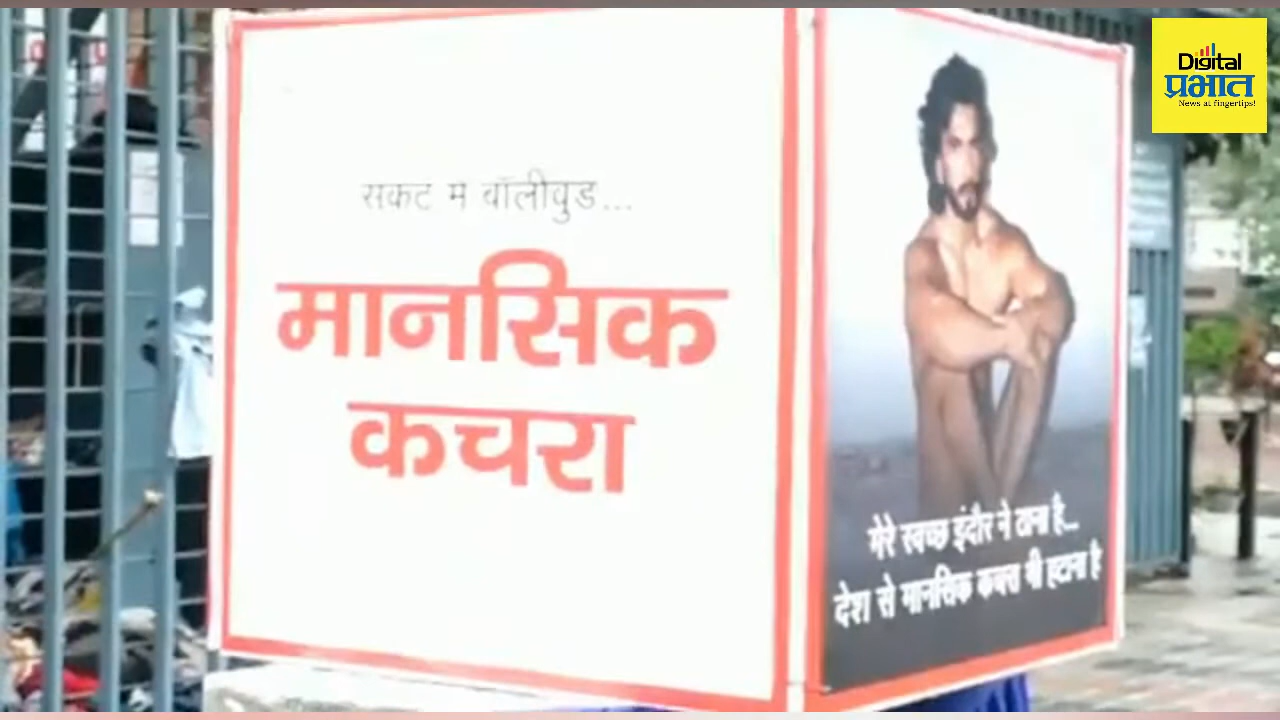 सकट म बॉलीवुड...
मानसिक
कचरा
मेरे स्वच्छ इंदौर ने ठाना है...
देश से मानसिक कचरा भी हटाना है
Digital
प्रभात
News at fingertips!